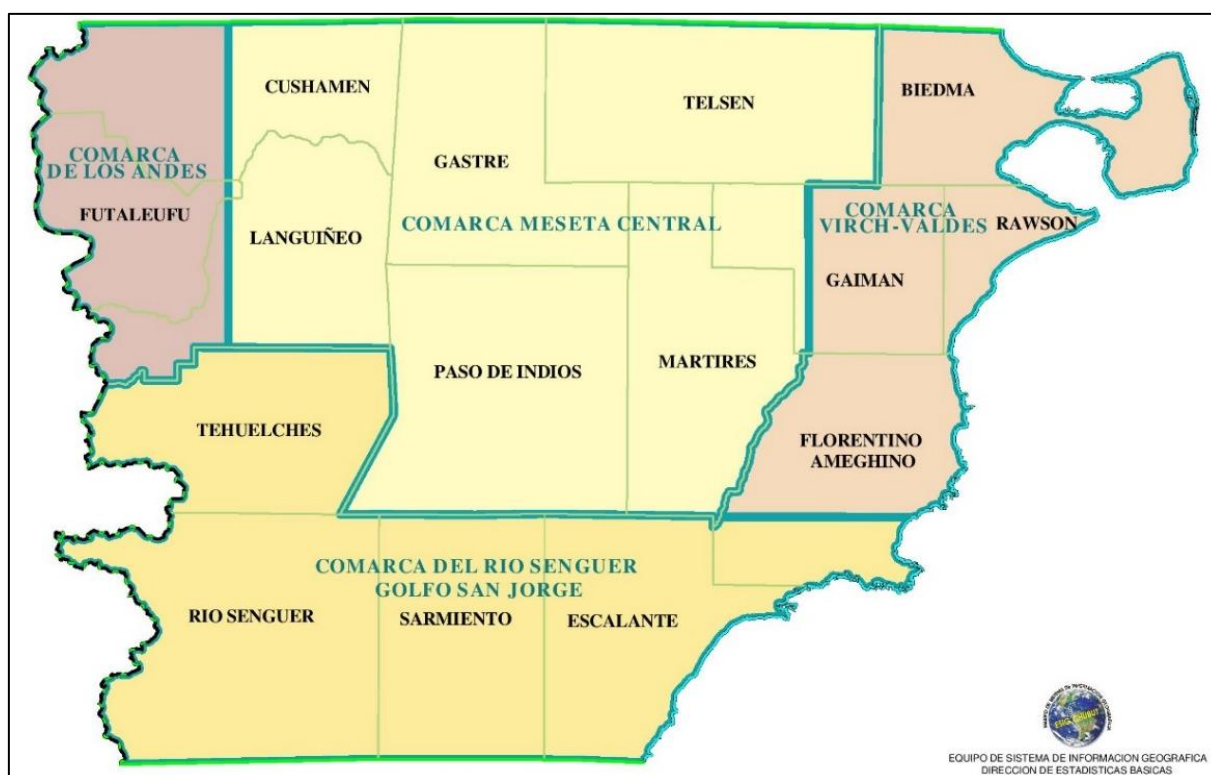 CUSHAMEN
TELSEN
BIEDMA
COMARCA
DE LOS ANDES
GASTRE
FUTALEUFU
LANGUIÑEO
COMARCA MESETA CENTRAL
COMARCA
VIRCH-VALDES
RAWSON
GAIMAN
PASO DE INDIOS
MARTIRES
TEHUELCHES
FLORENTINO
AMEGHINO
COMARCA DEL RIO SENGUER
GOLFO SAN JORGE
RIO SENGUER
SARMIENTO
ESCALANTE
ESIG CHUBUT
EQUIPO DE SISTEMA DE INFORMACION GEOGRAFICA
DIRECCION DE ESTADISTICAS BASICAS